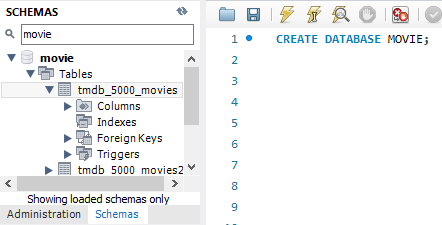 SCHEMAS
movie
movie
Tables
tmdb_5000_movies
Columns
Indexes
Foreign Keys
Triggers
tmdb_5000_movies2
Showing loaded schemas only
Administration Schemas
1 CREATE DATABASE MOVIE;
2
3
4
5
6
7
8
9